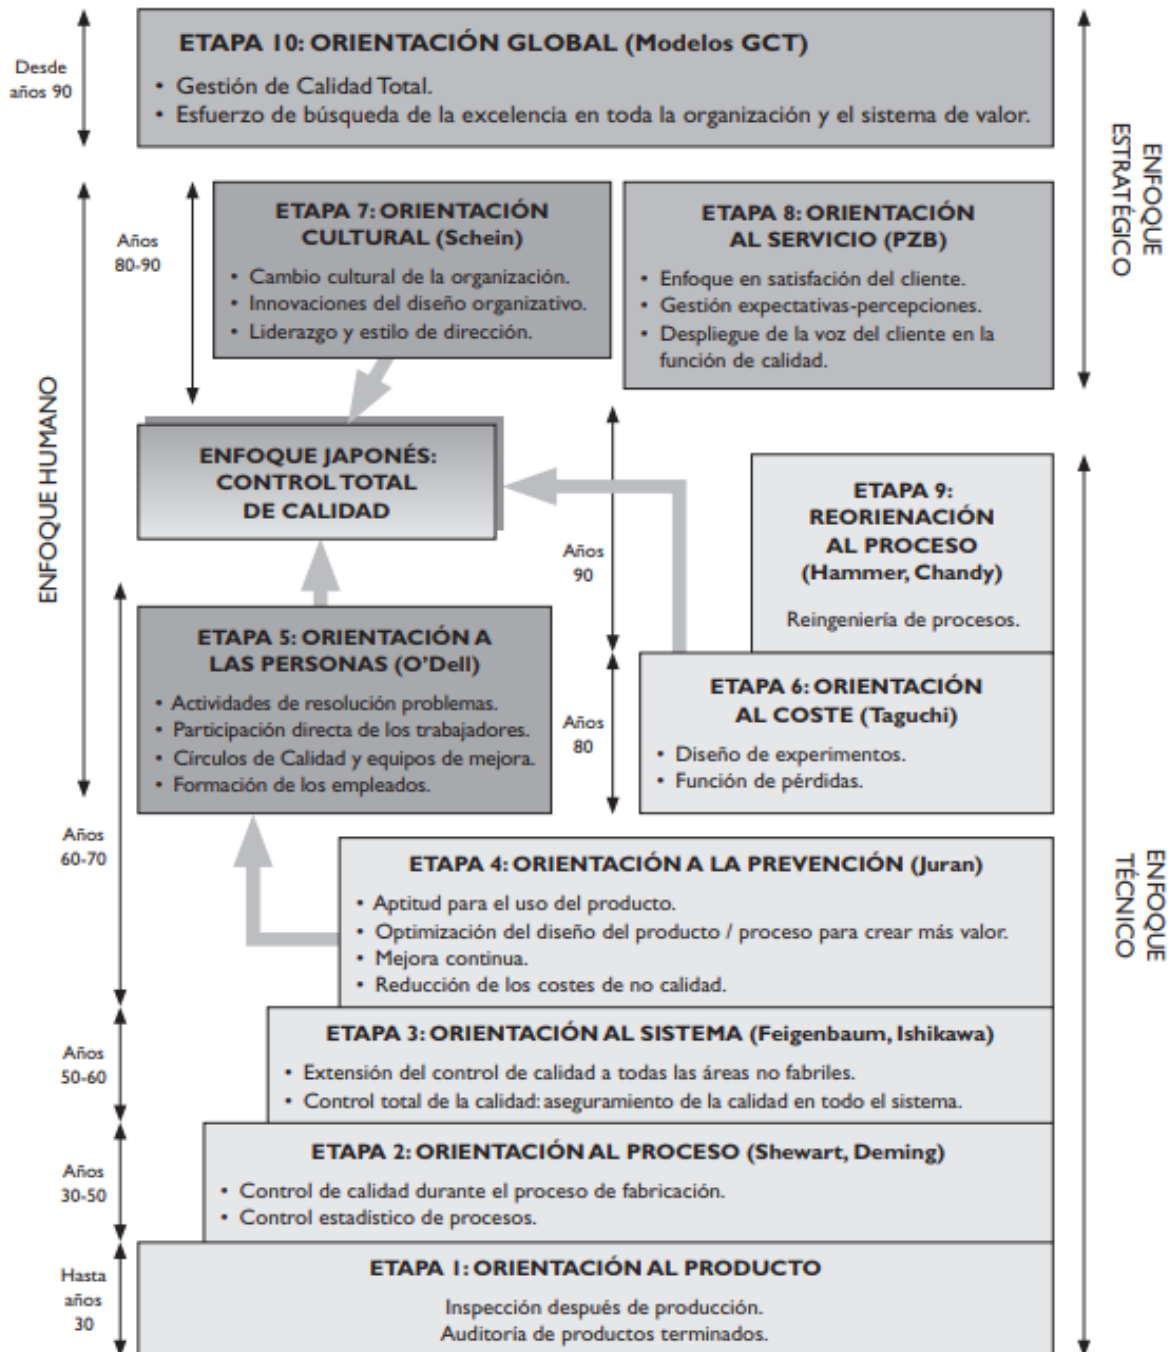 Desde
años 90
ETAPA 10: ORIENTACIÓN GLOBAL (Modelos GCT)
• Gestión de Calidad Total.
• Esfuerzo de búsqueda de la excelencia en toda la organización y el sistema de valor.
ENFOQUE
ESTRATÉGICO
ENFOQUE HUMANO
Años
80-90
ETAPA 7: ORIENTACIÓN
CULTURAL (Schein)
• Cambio cultural de la organización.
• Innovaciones del diseño organizativo.
• Liderazgo y estilo de dirección.
ETAPA 8: ORIENTACIÓN
AL SERVICIO (PZB)
• Enfoque en satisfacción del cliente.
• Gestión expectativas-percepciones.
• Despliegue de la voz del cliente en la
función de calidad.
ENFOQUE JAPONÉS:
CONTROL TOTAL
DE CALIDAD
Años
90
ETAPA 9:
REORIENACIÓN
AL PROCESO
(Hammer, Chandy)
Reingeniería de procesos.
ETAPA 5: ORIENTACIÓN A
LAS PERSONAS (O'Dell)
• Actividades de resolución problemas.
• Participación directa de los trabajadores.
• Círculos de Calidad y equipos de mejora.
• Formación de los empleados.
Años
80
ETAPA 6: ORIENTACIÓN
AL COSTE (Taguchi)
• Diseño de experimentos.
• Función de pérdidas.
Años
60-70
ETAPA 4: ORIENTACIÓN A LA PREVENCIÓN (Juran)
• Aptitud para el uso del producto.
• Optimización del diseño del producto / proceso para crear más valor.
• Mejora continua.
• Reducción de los costes de no calidad.
ENFOQUE
TÉCNICO
Años
50-60
ETAPA 3: ORIENTACIÓN AL SISTEMA (Feigenbaum, Ishikawa)
• Extensión del control de calidad a todas las áreas no fabriles.
• Control total de la calidad: aseguramiento de la calidad en todo el sistema.
Años
30-50
ETAPA 2: ORIENTACIÓN AL PROCESO (Shewart, Deming)
• Control de calidad durante el proceso de fabricación.
• Control estadístico de procesos.
Hasta
años
30
ETAPA 1: ORIENTACIÓN AL PRODUCTO
Inspección después de producción.
Auditoría de productos terminados.